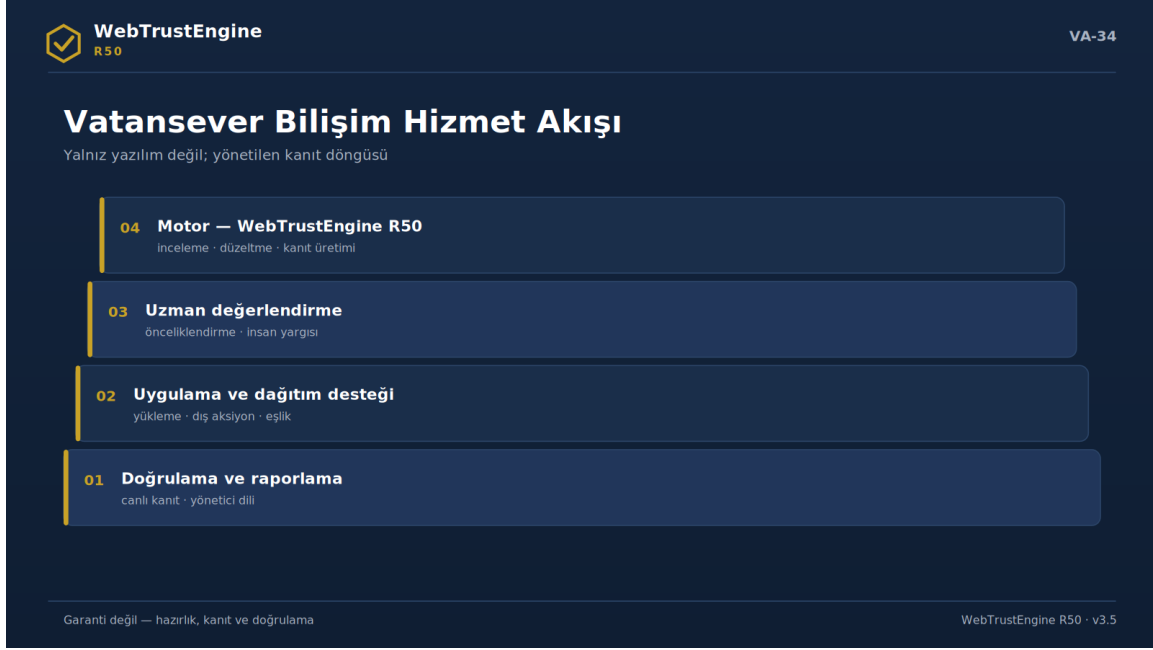 WebTrustEngine
R50
VA-34
Vatansever Bilişim Hizmet Akışı
Yalnız yazılım değil; yönetilen kanıt döngüsü
04 Motor — WebTrustEngine R50
inceleme · düzeltme · kanıt üretimi
03 Uzman değerlendirme
önceliklendirme · insan yargısı
02 Uygulama ve dağıtım desteği
yükleme · dış aksiyon · eşlik
01 Doğrulama ve raporlama
canlı kanıt · yönetici dili
Garanti değil — hazırlık, kanıt ve doğrulama
WebTrustEngine R50 · v3.5